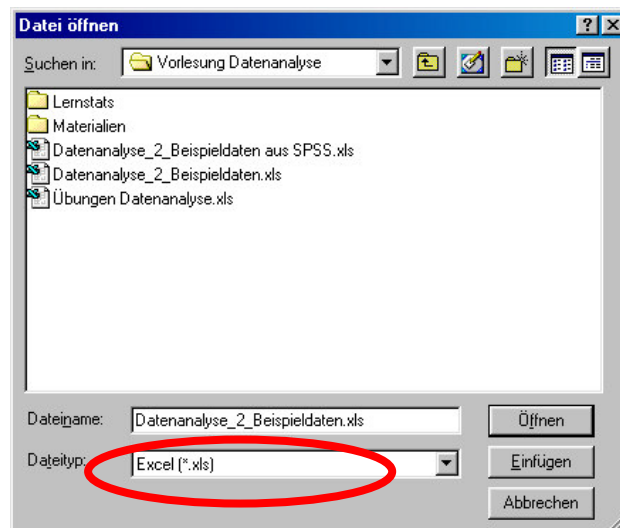 Datei öffnen
Suchen in: Vorlesung Datenanalyse
Lernstats
Materialien
Datenanalyse_2_Beispieldaten aus SPSS.xls
Datenanalyse_2_Beispieldaten.xls
Übungen Datenanalyse.xls
Dateiname: Datenanalyse_2_Beispieldaten.xls Öffnen
Dateityp: Excel (*.xls) Einfügen
Abbrechen